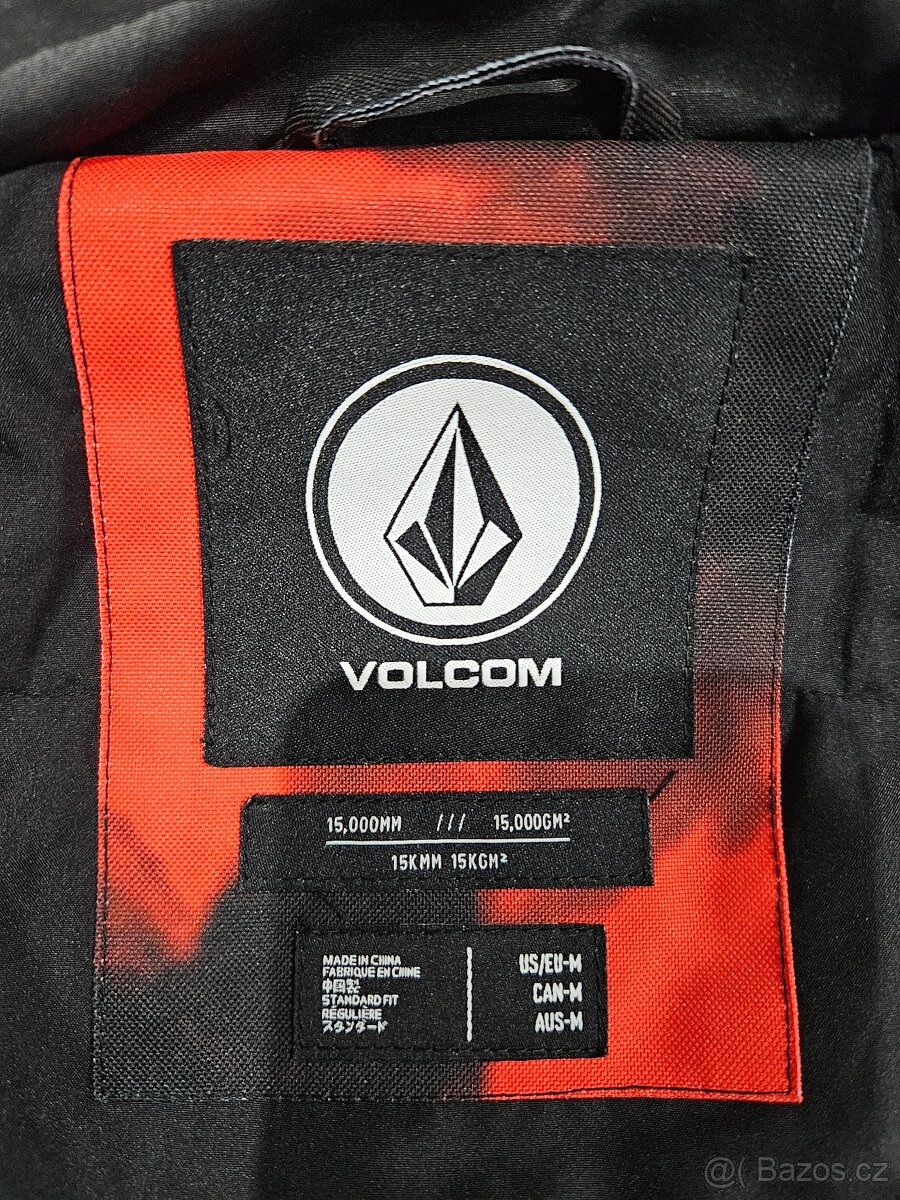 VOLCOM
15,000MM /// 15,000GM²
15KMM 15KGM²
MADE IN CHINA
FABRIQUE EN CHINE
中国製
STANDARD FIT
RÉGULIÈRE
スタンダード
US/EU-M
CAN-M
AUS-M
@( Bazos.cz